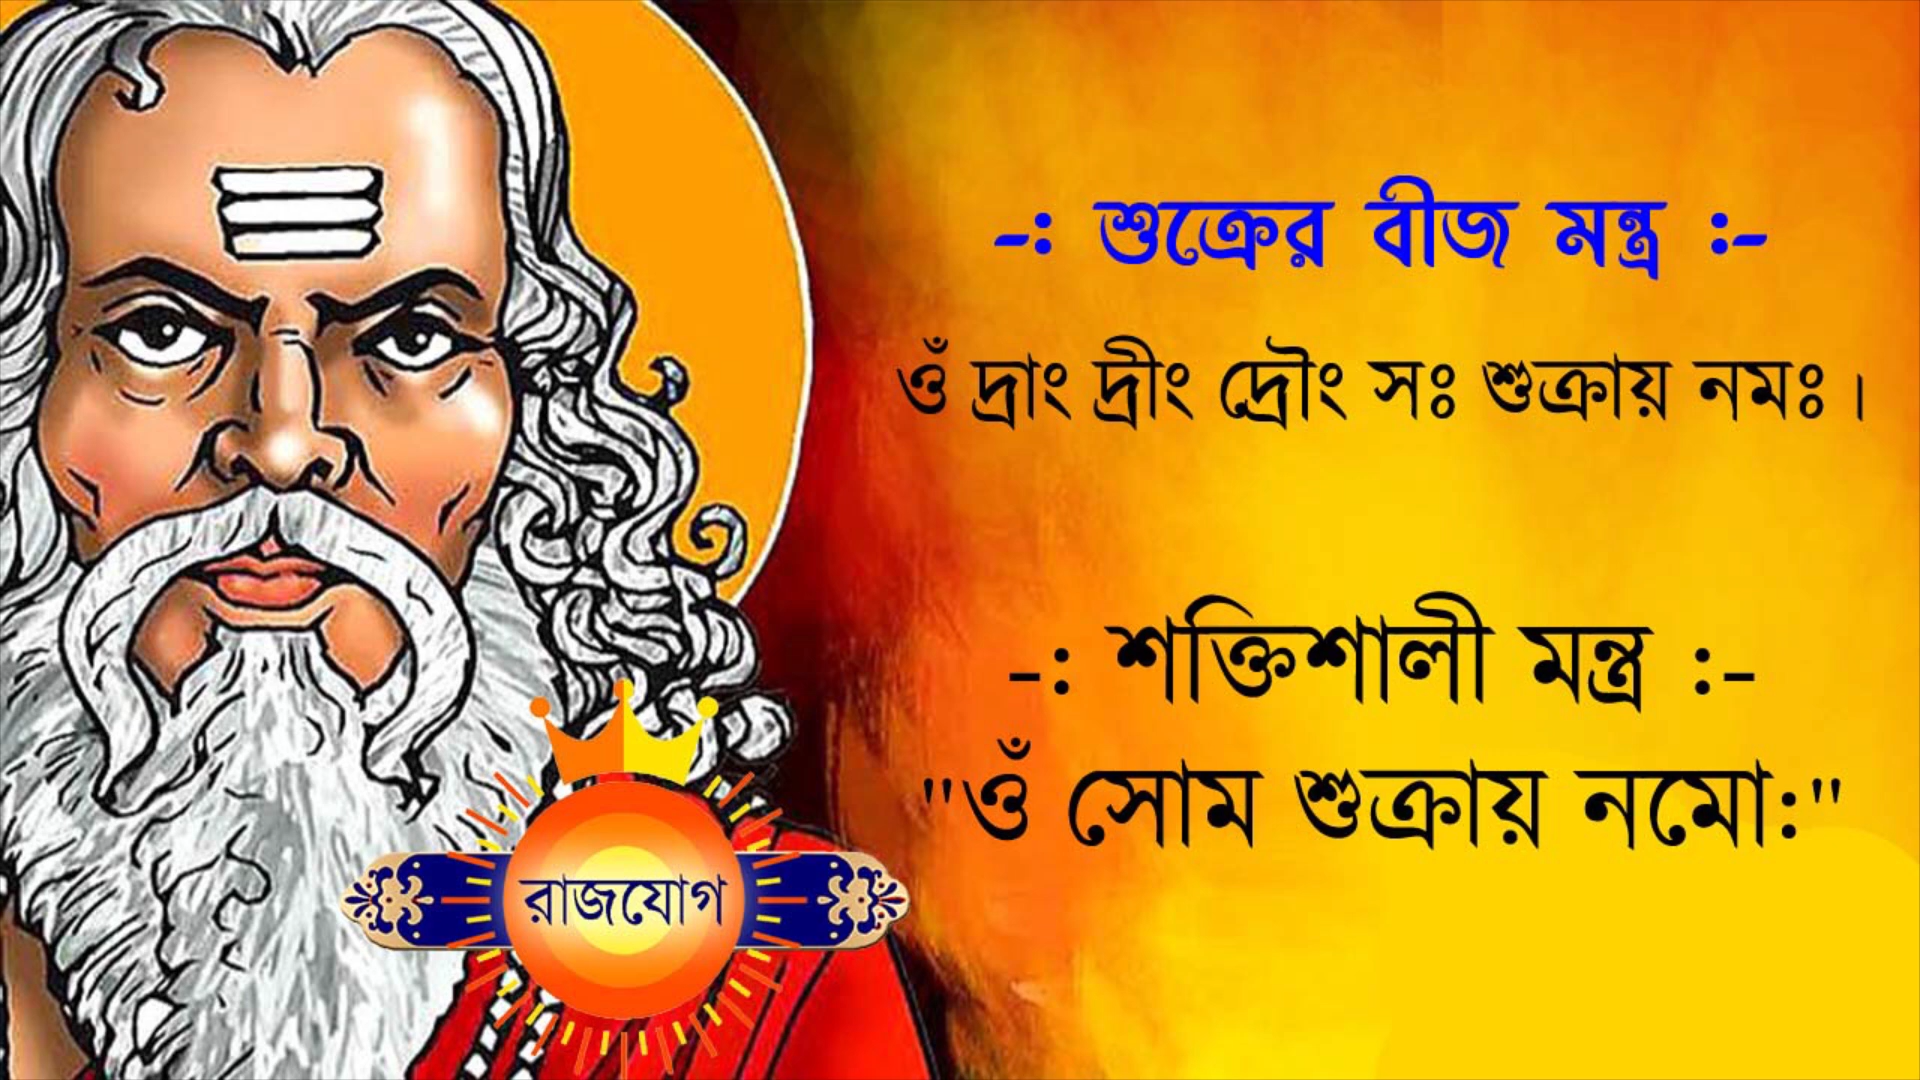 -: শুক্রের বীজ মন্ত্র :-
ওঁ দ্রাং দ্রীং দ্রৌং সঃ শুক্রায় নমঃ।
-: শক্তিশালী মন্ত্র :-
"ওঁ সোম শুক্রায় নমো:"
রাজযোগ